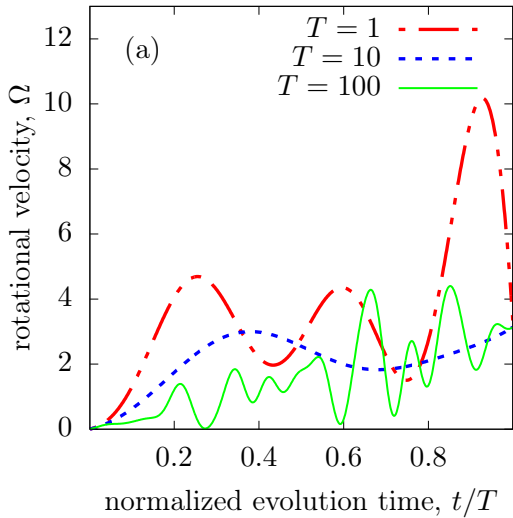 (a)
T = 1
T = 10
T = 100
rotational velocity, Ω
12
10
8
6
4
2
0
0.2 0.4 0.6 0.8
normalized evolution time, t/T